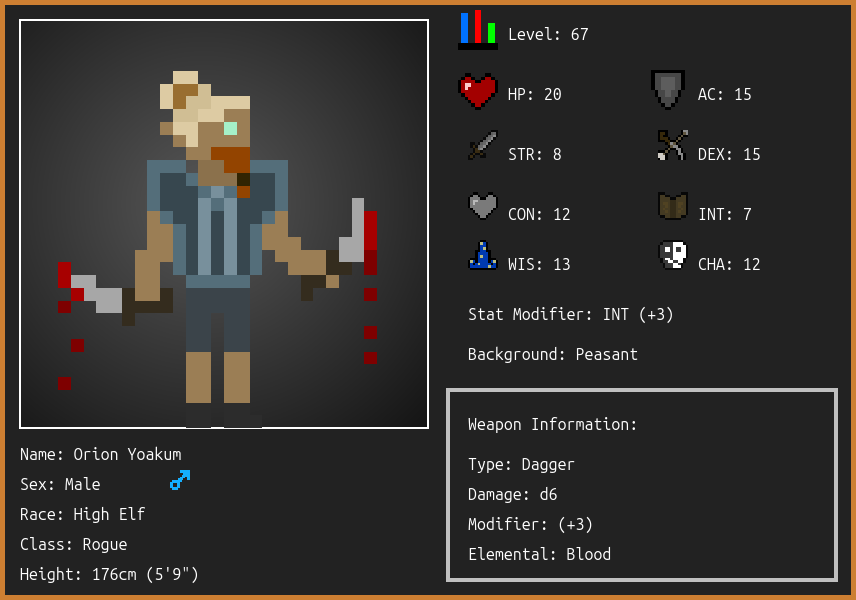 Level: 67
HP: 20
AC: 15
STR: 8
DEX: 15
CON: 12
INT: 7
WIS: 13
CHA: 12
Stat Modifier: INT (+3)
Background: Peasant
Weapon Information:
Type: Dagger
Damage: d6
Modifier: (+3)
Elemental: Blood
Name: Orion Yoakum
Sex: Male
Race: High Elf
Class: Rogue
Height: 176cm (5'9")